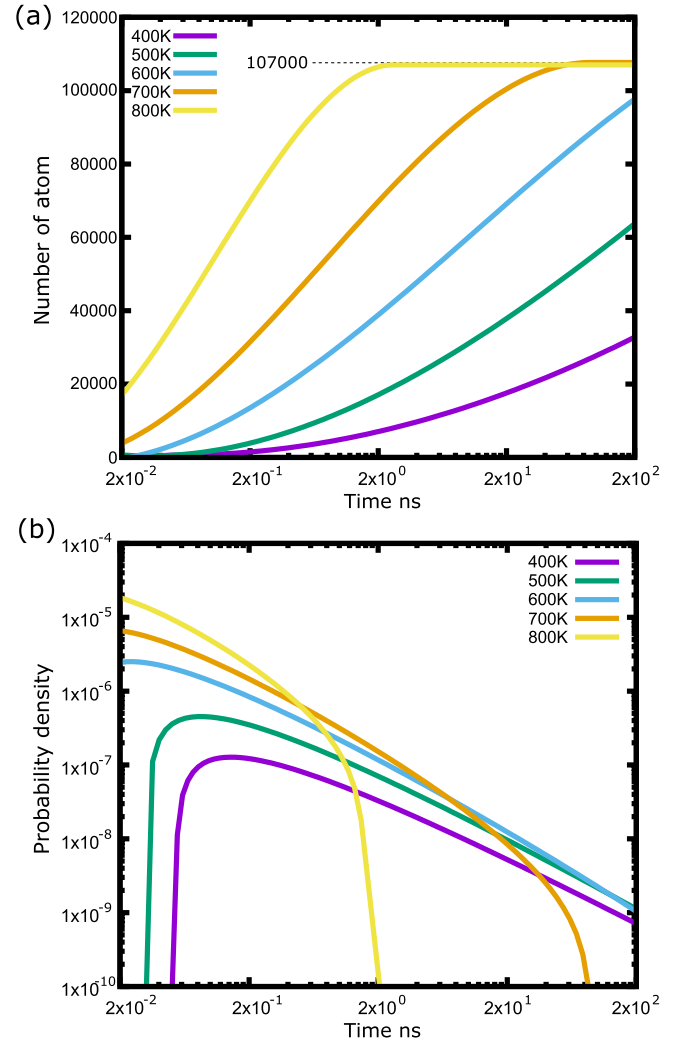 (a)
120000
100000
80000
60000
40000
20000
0
Number of atom
400K
500K
600K
700K
800K
107000
2x10⁻² 2x10⁻¹ 2x10⁰ 2x10¹ 2x10²
Time ns
(b)
1x10⁻⁴
1x10⁻⁵
1x10⁻⁶
1x10⁻⁷
1x10⁻⁸
1x10⁻⁹
1x10⁻¹⁰
Probability density
400K
500K
600K
700K
800K
2x10⁻² 2x10⁻¹ 2x10⁰ 2x10¹ 2x10²
Time ns